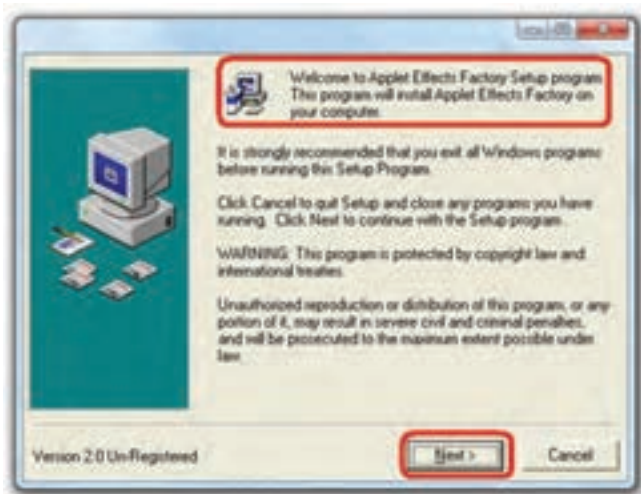 Welcome to Applet Effects Factory Setup program.
This program will install Applet Effects Factory on
your computer.
It is strongly recommended that you exit all Windows programs
before running this Setup Program.
Click Cancel to quit Setup and close any programs you have
running. Click Next to continue with the Setup program.
WARNING: This program is protected by copyright law and
international treaties.
Unauthorized reproduction or distribution of this program, or any
portion of it, may result in severe civil and criminal penalties,
and will be prosecuted to the maximum extent possible under
law.
Version 2.0 Un-Registered
Next >
Cancel